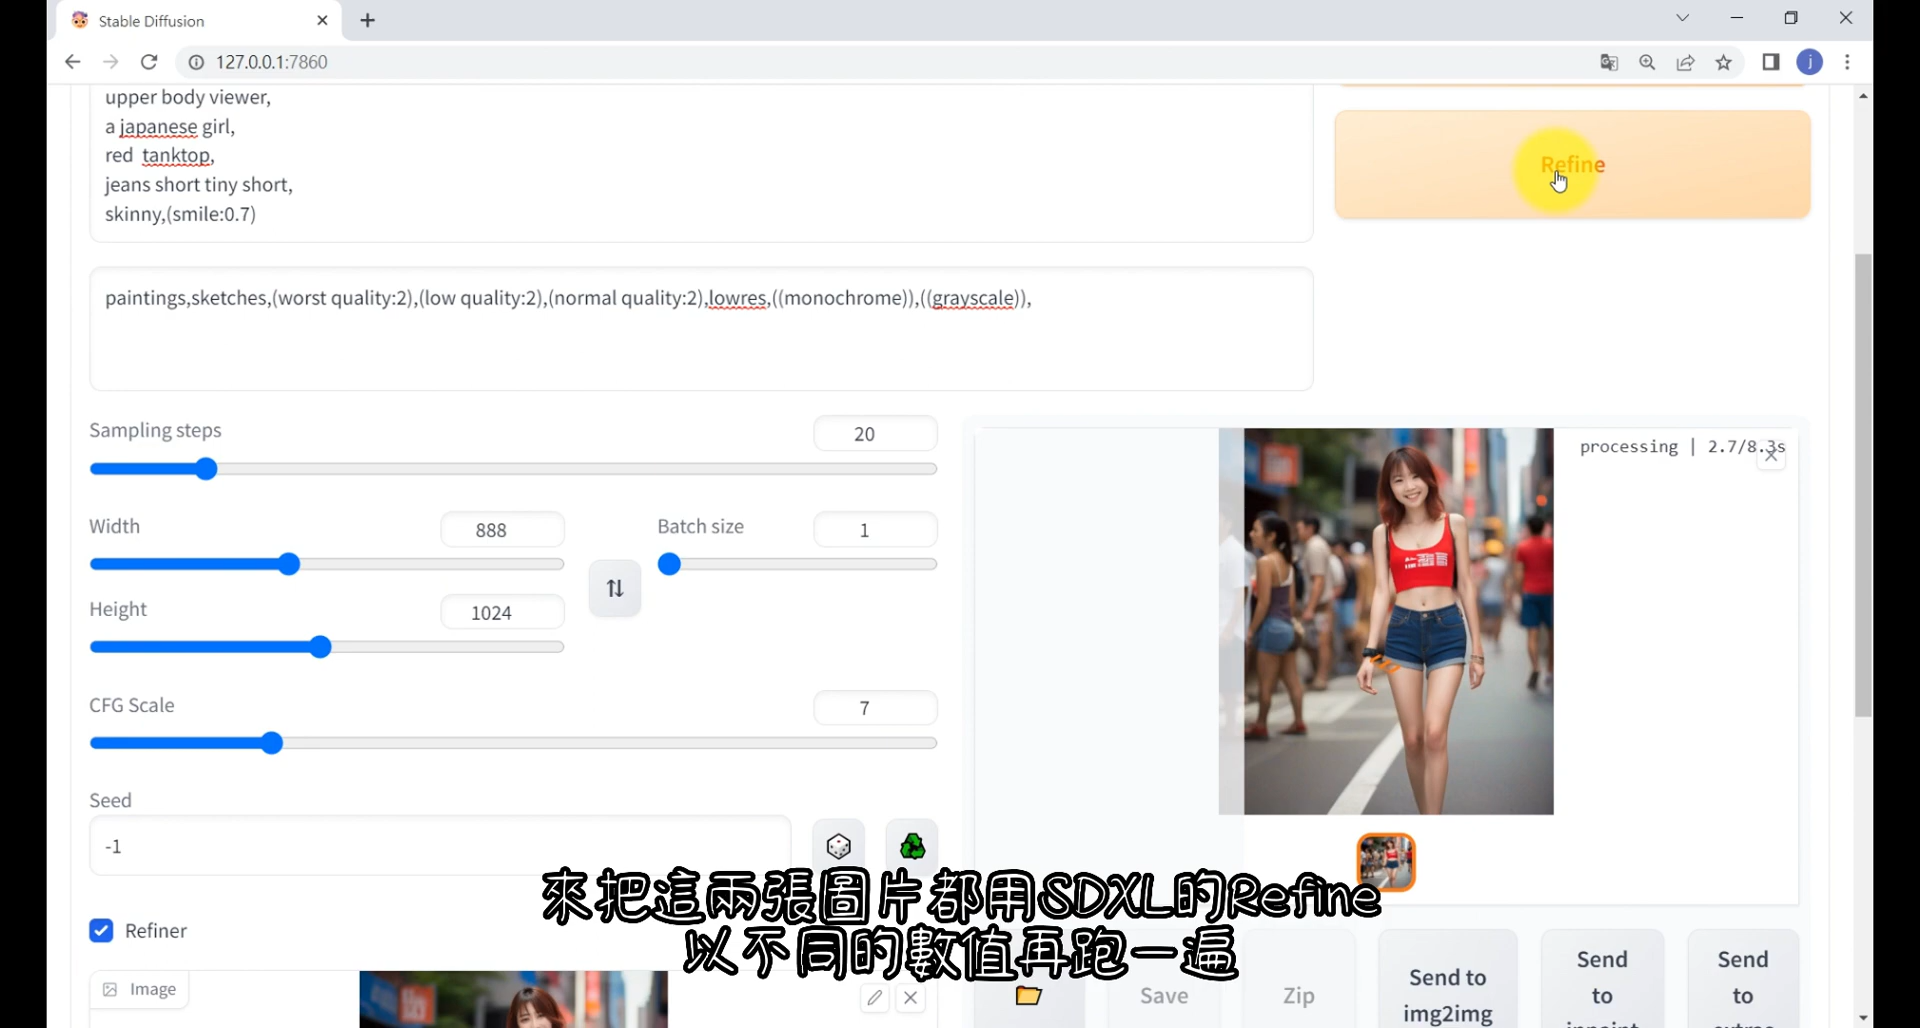 Stable Diffusion
127.0.0.1:7860
upper body viewer,
a japanese girl,
red tanktop,
jeans short tiny short,
skinny,(smile:0.7)
Refine
paintings,sketches,(worst quality:2),(low quality:2),(normal quality:2),lowres,((monochrome)),((grayscale)),
Sampling steps
20
processing | 2.7/8.3s
Width
888
Batch size
1
Height
1024
CFG Scale
7
Seed
-1
來把這兩張圖片都用SDXL的Refine
以不同的數值再跑一遍
Refiner
Image
Save
Zip
Send to
img2img
Send
to
Send
to